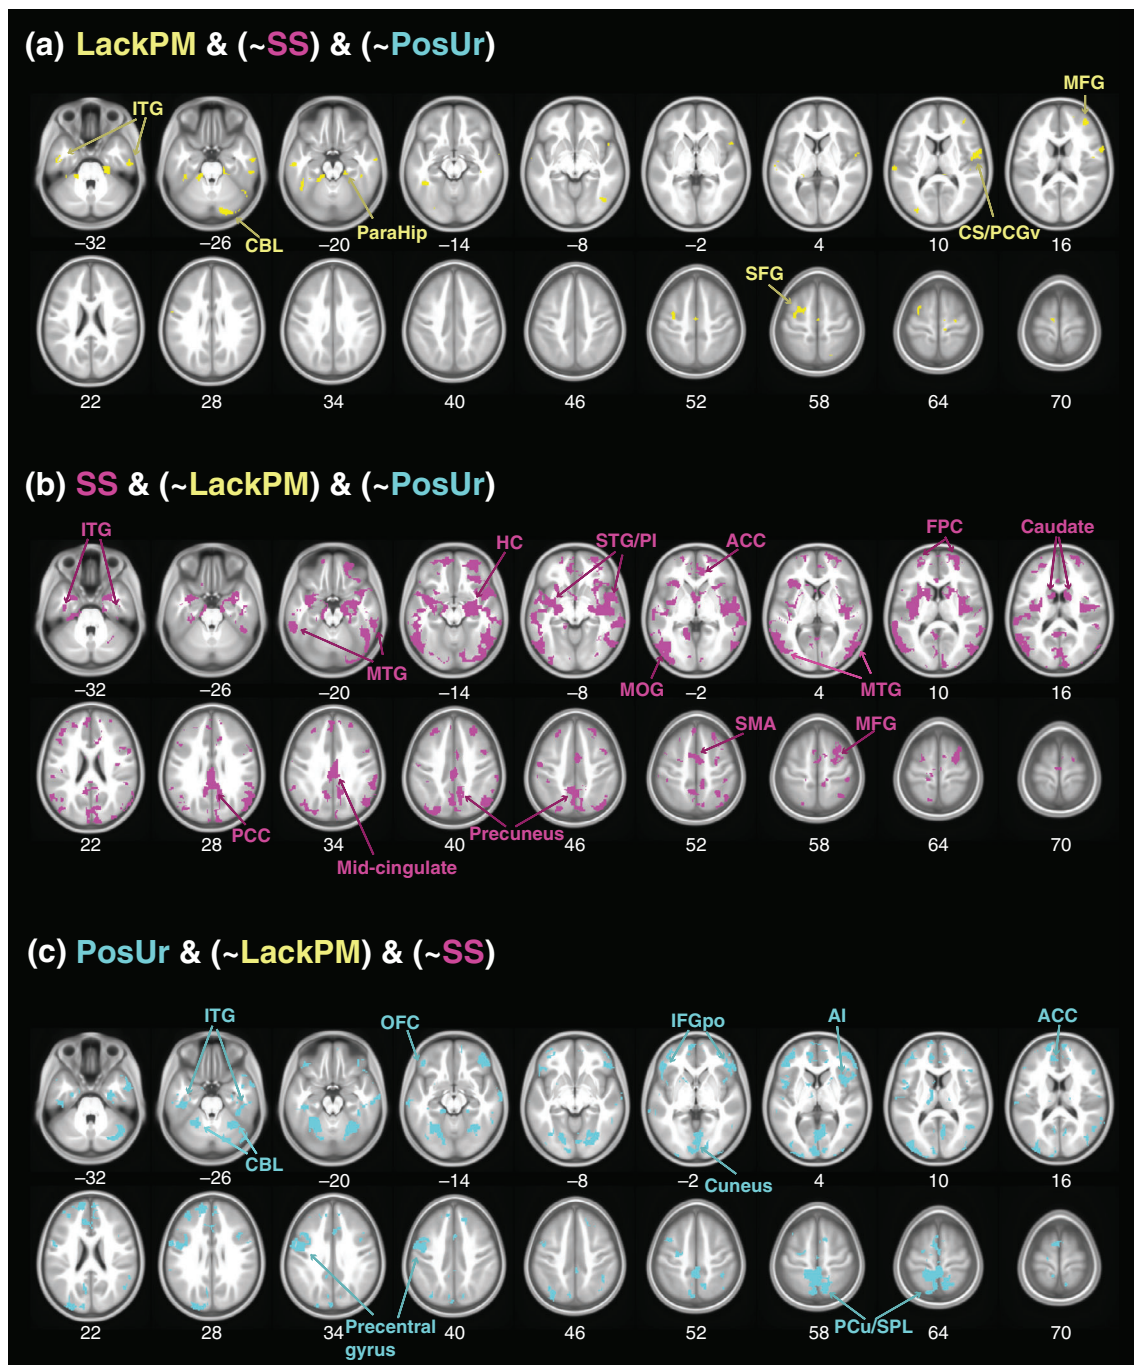 (a) LackPM & (~SS) & (~PosUr)
MFG
ITG
CBL
ParaHip
CS/PCGv
–32 –26 –20 –14 –8 –2 4 10 16
SFG
22 28 34 40 46 52 58 64 70
(b) SS & (~LackPM) & (~PosUr)
ITG HC STG/PI ACC FPC Caudate
MTG MOG MTG
–32 –26 –20 –14 –8 –2 4 10 16
SMA MFG
PCC Precuneus
22 28 34 40 46 52 58 64 70
Mid-cingulate
(c) PosUr & (~LackPM) & (~SS)
ITG OFC IFGpo AI ACC
CBL Cuneus
–32 –26 –20 –14 –8 –2 4 10 16
Precentral
gyrus
PCu/SPL
22 28 34 40 46 52 58 64 70